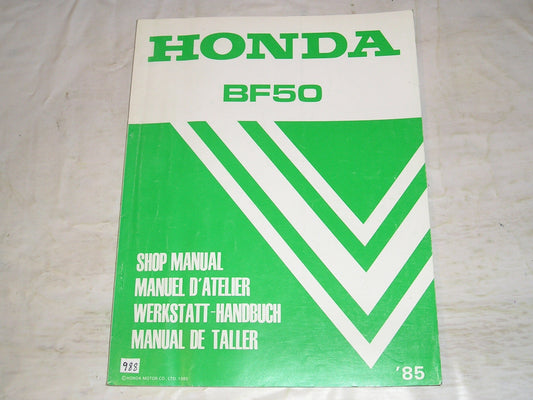 HONDA
BF50
SHOP MANUAL
MANUEL D'ATELIER
WERKSTATT-HANDBUCH
MANUAL DE TALLER
988
© HONDA MOTOR CO., LTD. 1985
'85